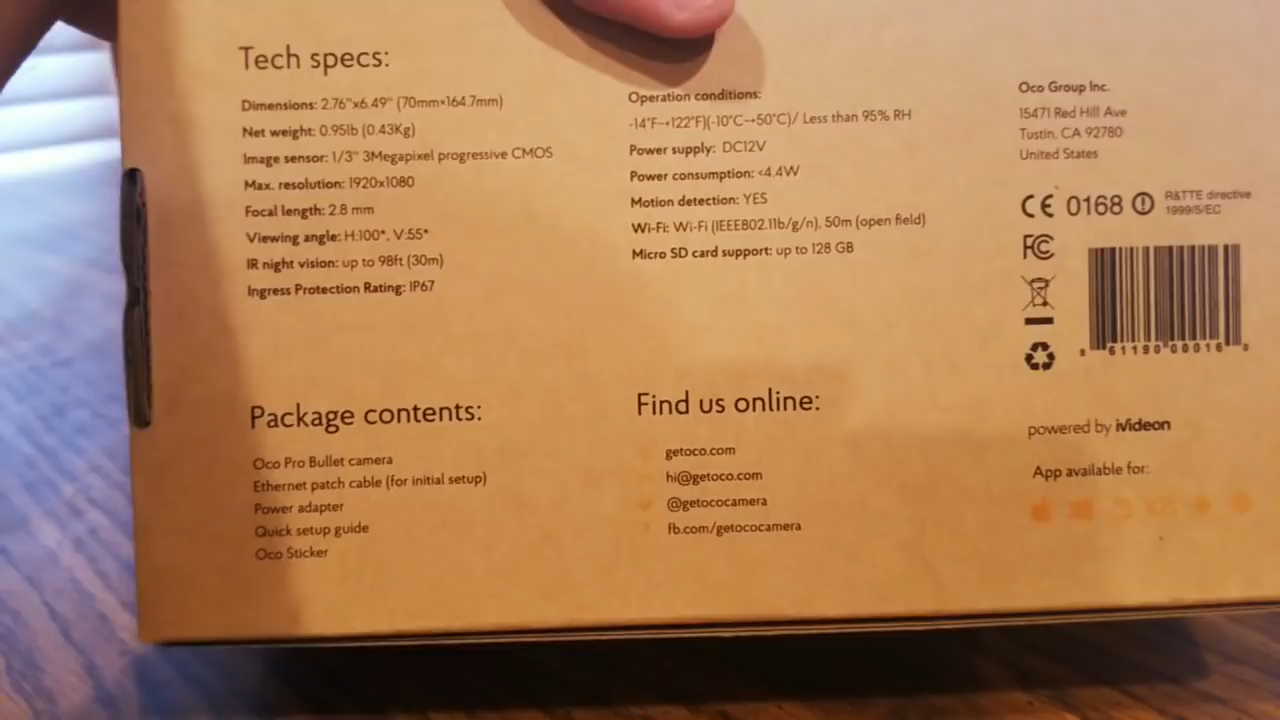 Tech specs:
Dimensions: 2.76"x6.49" (70mm×164.7mm)
Net weight: 0.95lb (0.43Kg)
Image sensor: 1/3" 3Megapixel progressive CMOS
Max. resolution: 1920x1080
Focal length: 2.8 mm
Viewing angle: H:100°, V:55°
IR night vision: up to 98ft (30m)
Ingress Protection Rating: IP67
Operation conditions:
-14°F~+122°F)(-10°C~+50°C)/ Less than 95% RH
Power supply: DC12V
Power consumption: <4.4W
Motion detection: YES
Wi-Fi: Wi-Fi (IEEE802.11b/g/n), 50m (open field)
Micro SD card support: up to 128 GB
Oco Group Inc.
15471 Red Hill Ave
Tustin, CA 92780
United States
CE 0168
R&TTE directive
1999/5/EC
FC
8 61190 00016 0
Package contents:
Oco Pro Bullet camera
Ethernet patch cable (for initial setup)
Power adapter
Quick setup guide
Oco Sticker
Find us online:
getoco.com
hi@getoco.com
@getococamera
fb.com/getococamera
powered by iVideon
App available for: